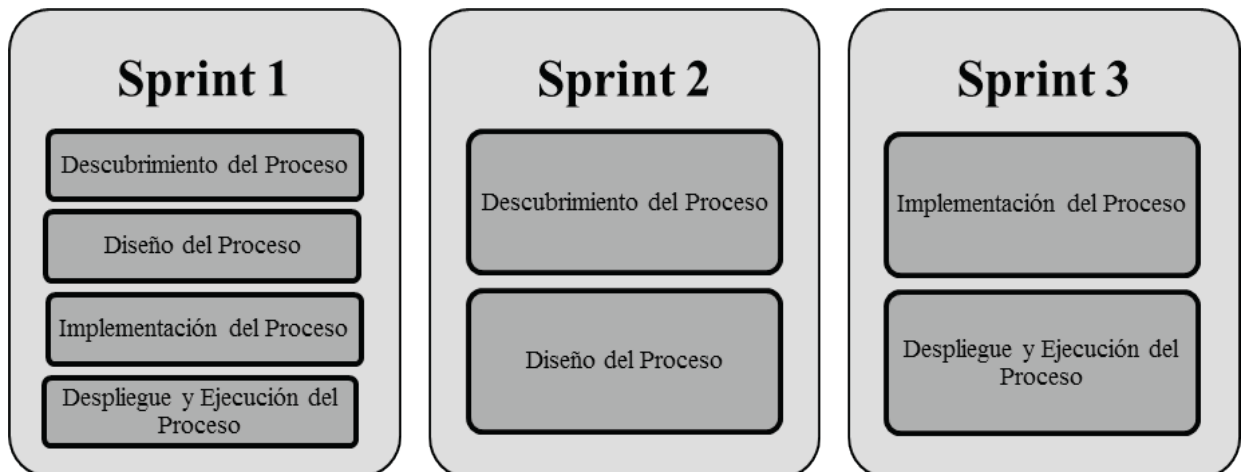 Sprint 1
Descubrimiento del Proceso
Diseño del Proceso
Implementación del Proceso
Despliegue y Ejecución del
Proceso
Sprint 2
Descubrimiento del Proceso
Diseño del Proceso
Sprint 3
Implementación del Proceso
Despliegue y Ejecución del
Proceso